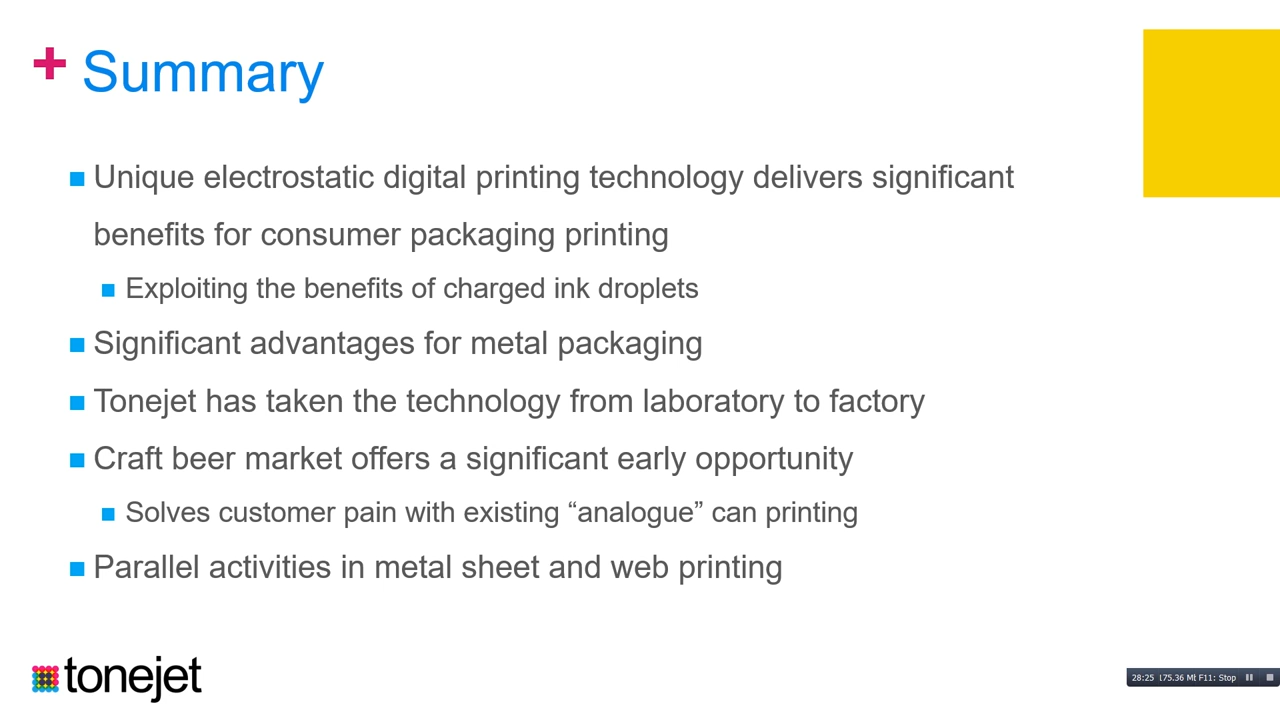 + Summary
Unique electrostatic digital printing technology delivers significant
benefits for consumer packaging printing
Exploiting the benefits of charged ink droplets
Significant advantages for metal packaging
Tonejet has taken the technology from laboratory to factory
Craft beer market offers a significant early opportunity
Solves customer pain with existing “analogue” can printing
Parallel activities in metal sheet and web printing
tonejet
28:25 175.36 F11: Stop